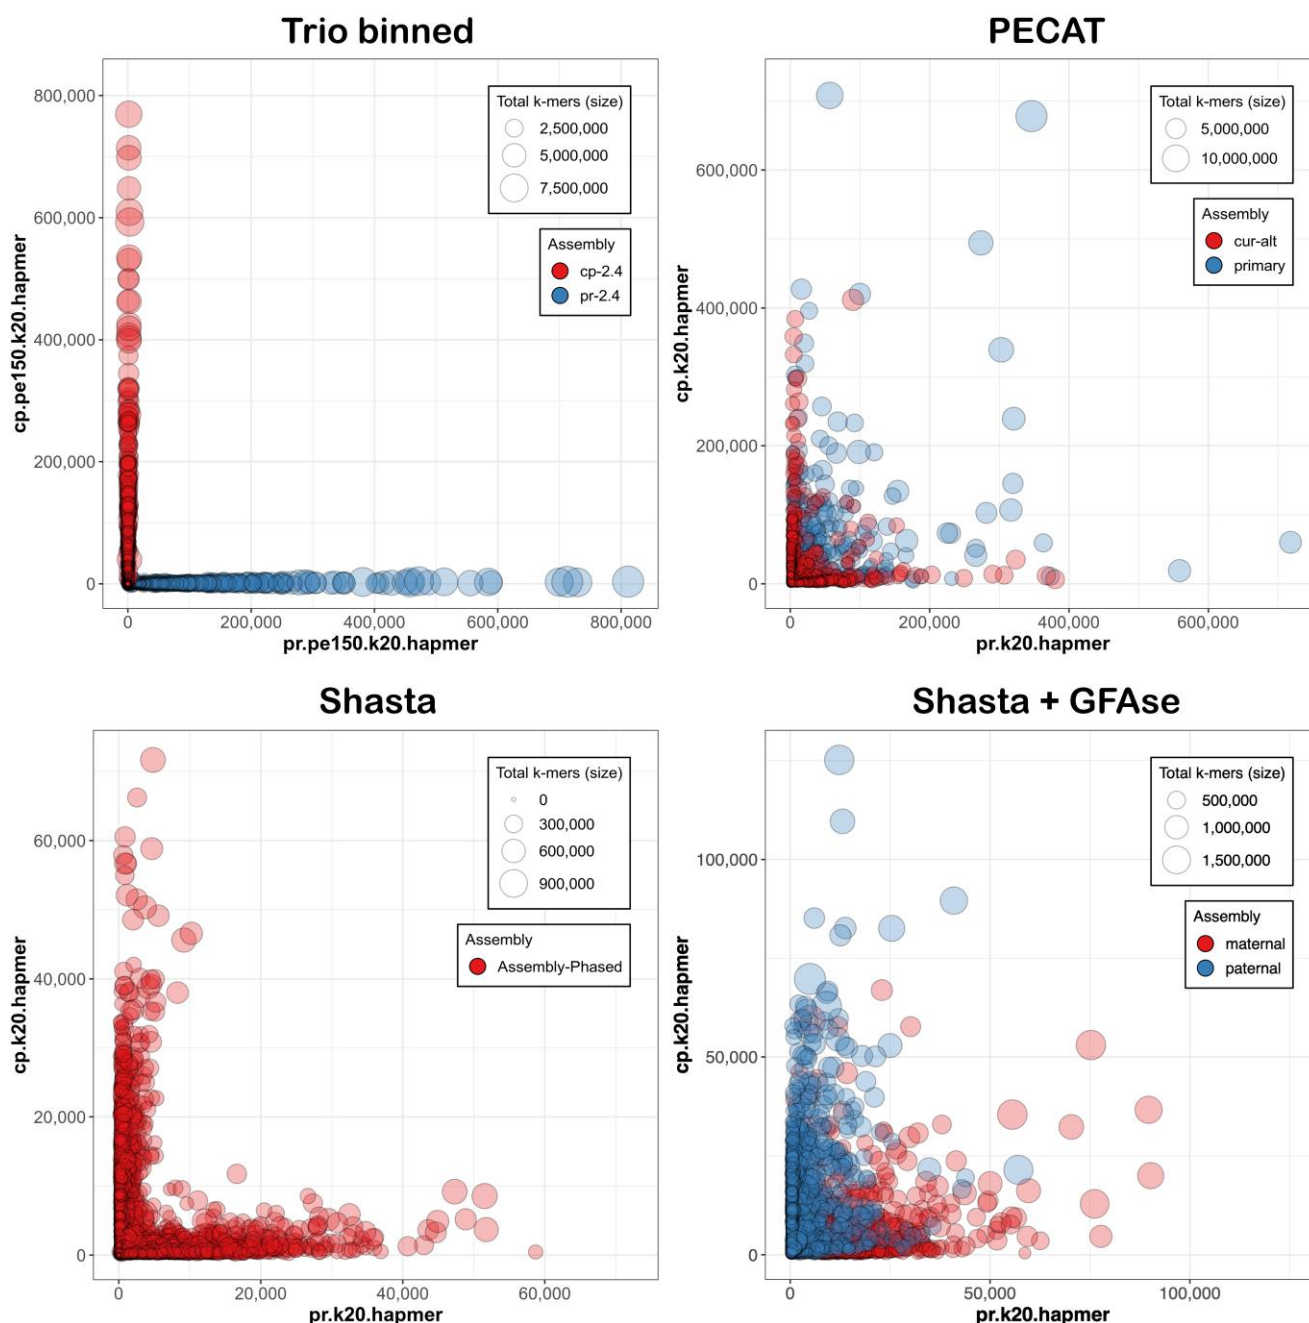 Trio binned
800,000
600,000
400,000
200,000
0
cp.pe150.k20.hapmer
0
200,000
400,000
600,000
800,000
pr.pe150.k20.hapmer
Total k-mers (size)
2,500,000
5,000,000
7,500,000
Assembly
cp-2.4
pr-2.4
PECAT
600,000
400,000
200,000
0
cp.k20.hapmer
0
200,000
400,000
600,000
pr.k20.hapmer
Total k-mers (size)
5,000,000
10,000,000
Assembly
cur-alt
primary
Shasta
60,000
40,000
20,000
0
cp.k20.hapmer
0
20,000
40,000
60,000
pr.k20.hapmer
Total k-mers (size)
0
300,000
600,000
900,000
Assembly
Assembly-Phased
Shasta + GFAse
100,000
50,000
0
cp.k20.hapmer
0
50,000
100,000
pr.k20.hapmer
Total k-mers (size)
500,000
1,000,000
1,500,000
Assembly
maternal
paternal